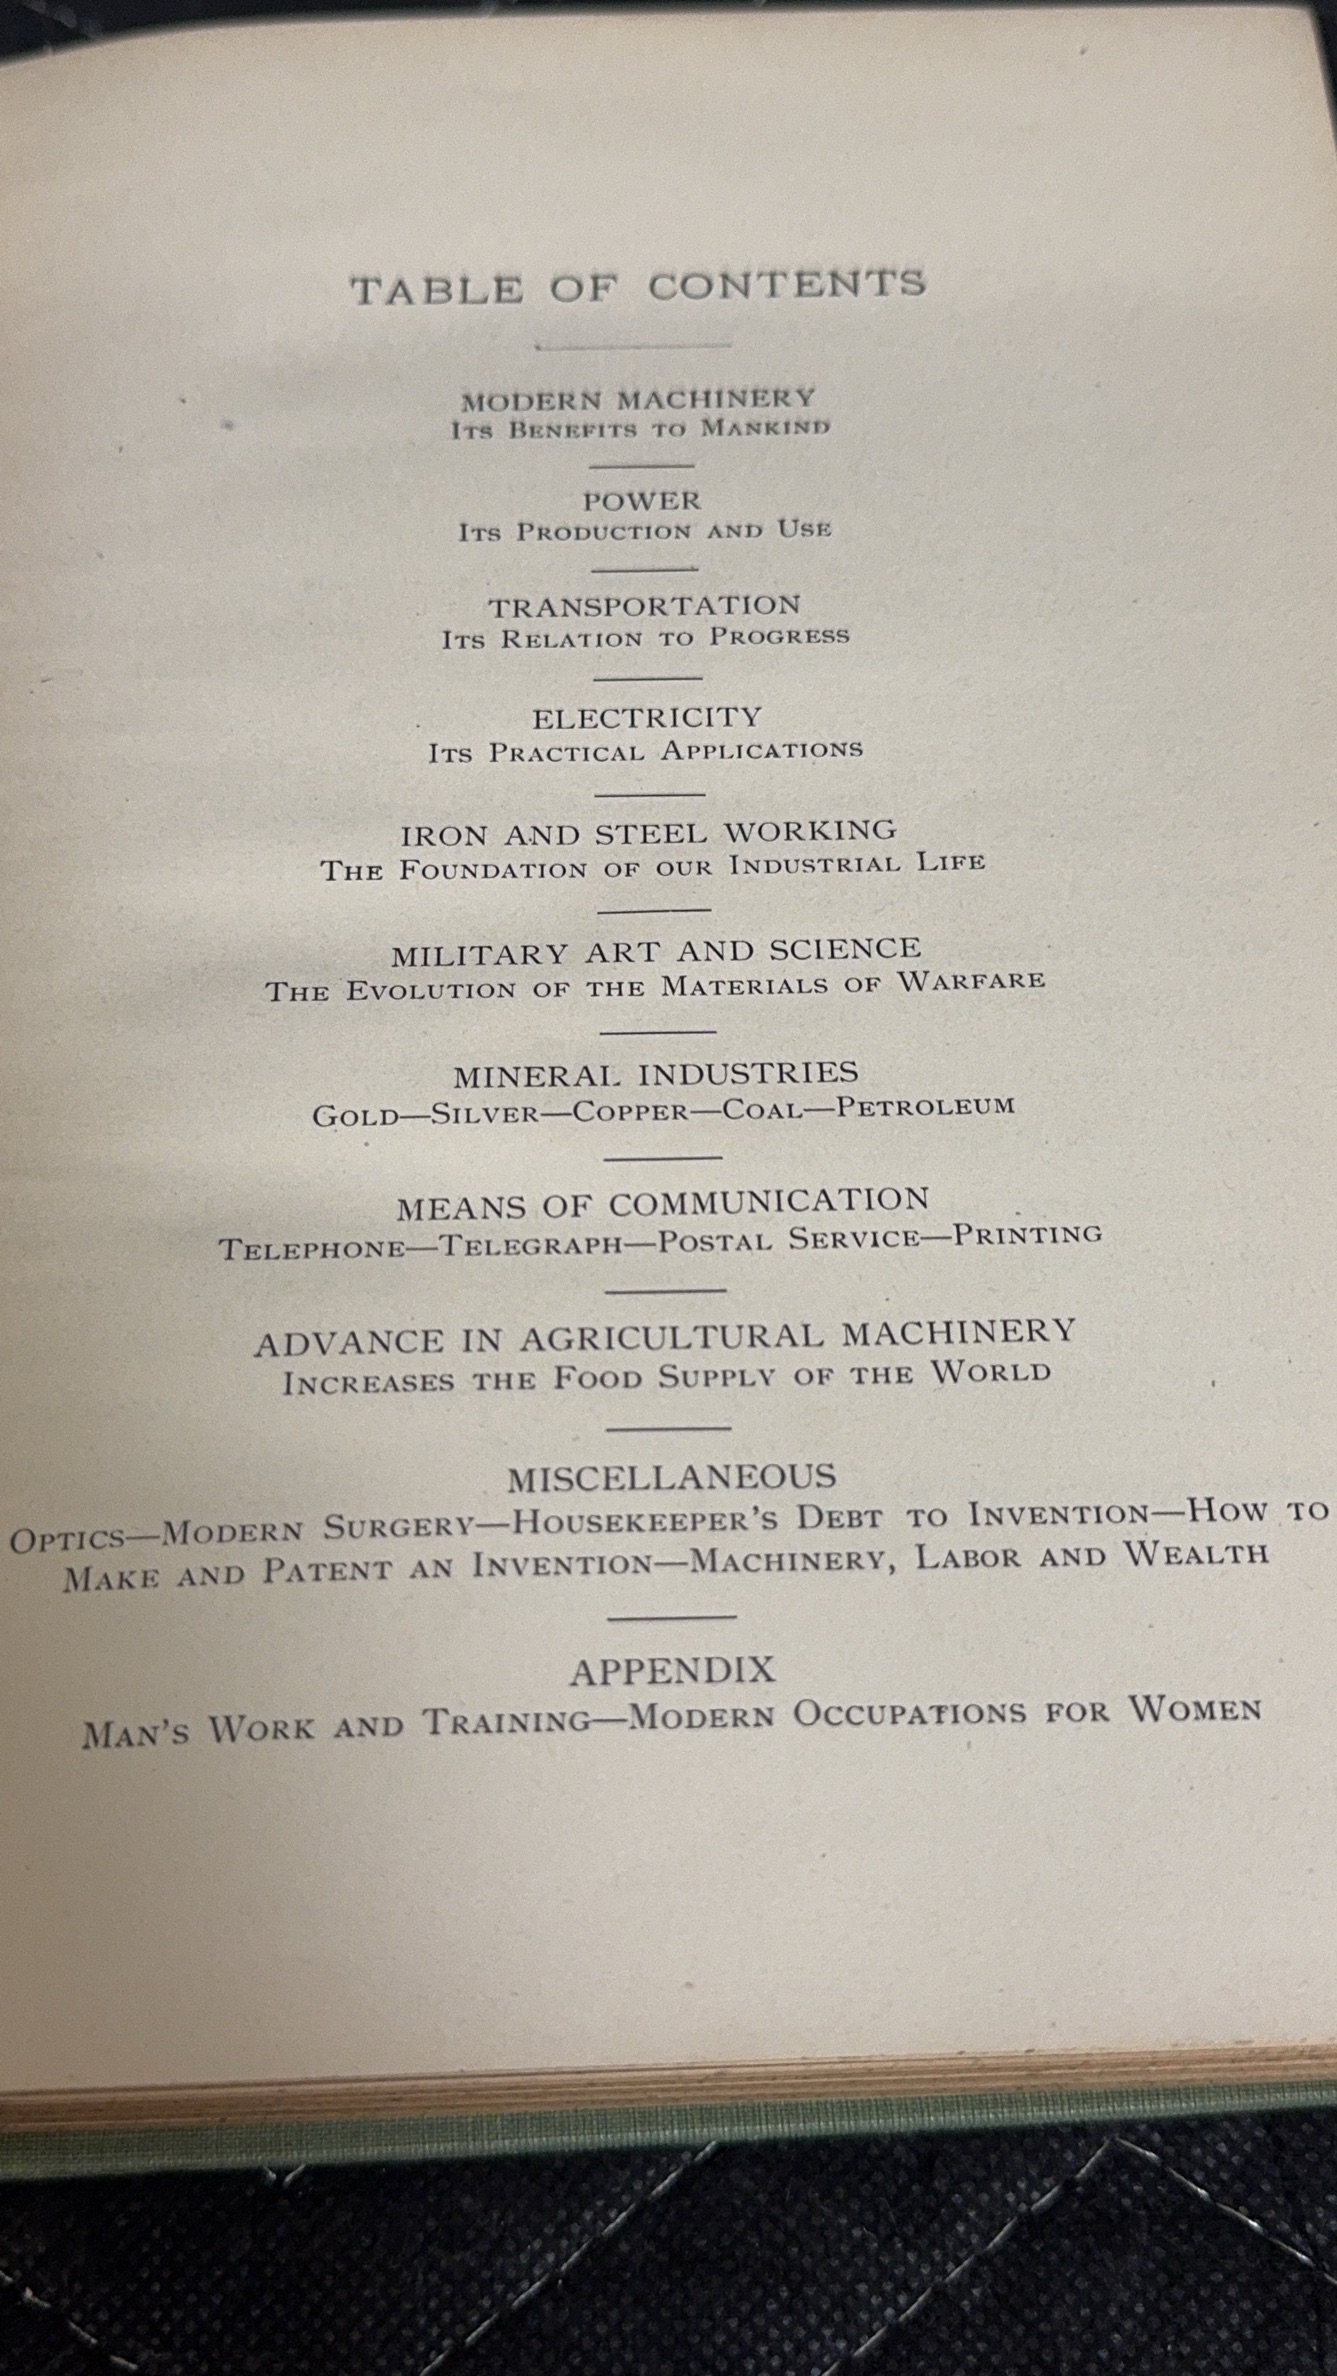 TABLE OF CONTENTS
MODERN MACHINERY
ITS BENEFITS TO MANKIND
POWER
ITS PRODUCTION AND USE
TRANSPORTATION
ITS RELATION TO PROGRESS
ELECTRICITY
ITS PRACTICAL APPLICATIONS
IRON AND STEEL WORKING
THE FOUNDATION OF OUR INDUSTRIAL LIFE
MILITARY ART AND SCIENCE
THE EVOLUTION OF THE MATERIALS OF WARFARE
MINERAL INDUSTRIES
GOLD—SILVER—COPPER—COAL—PETROLEUM
MEANS OF COMMUNICATION
TELEPHONE—TELEGRAPH—POSTAL SERVICE—PRINTING
ADVANCE IN AGRICULTURAL MACHINERY
INCREASES THE FOOD SUPPLY OF THE WORLD
MISCELLANEOUS
OPTICS—MODERN SURGERY—HOUSEKEEPER'S DEBT TO INVENTION—HOW TO
MAKE AND PATENT AN INVENTION—MACHINERY, LABOR AND WEALTH
APPENDIX
MAN'S WORK AND TRAINING—MODERN OCCUPATIONS FOR WOMEN